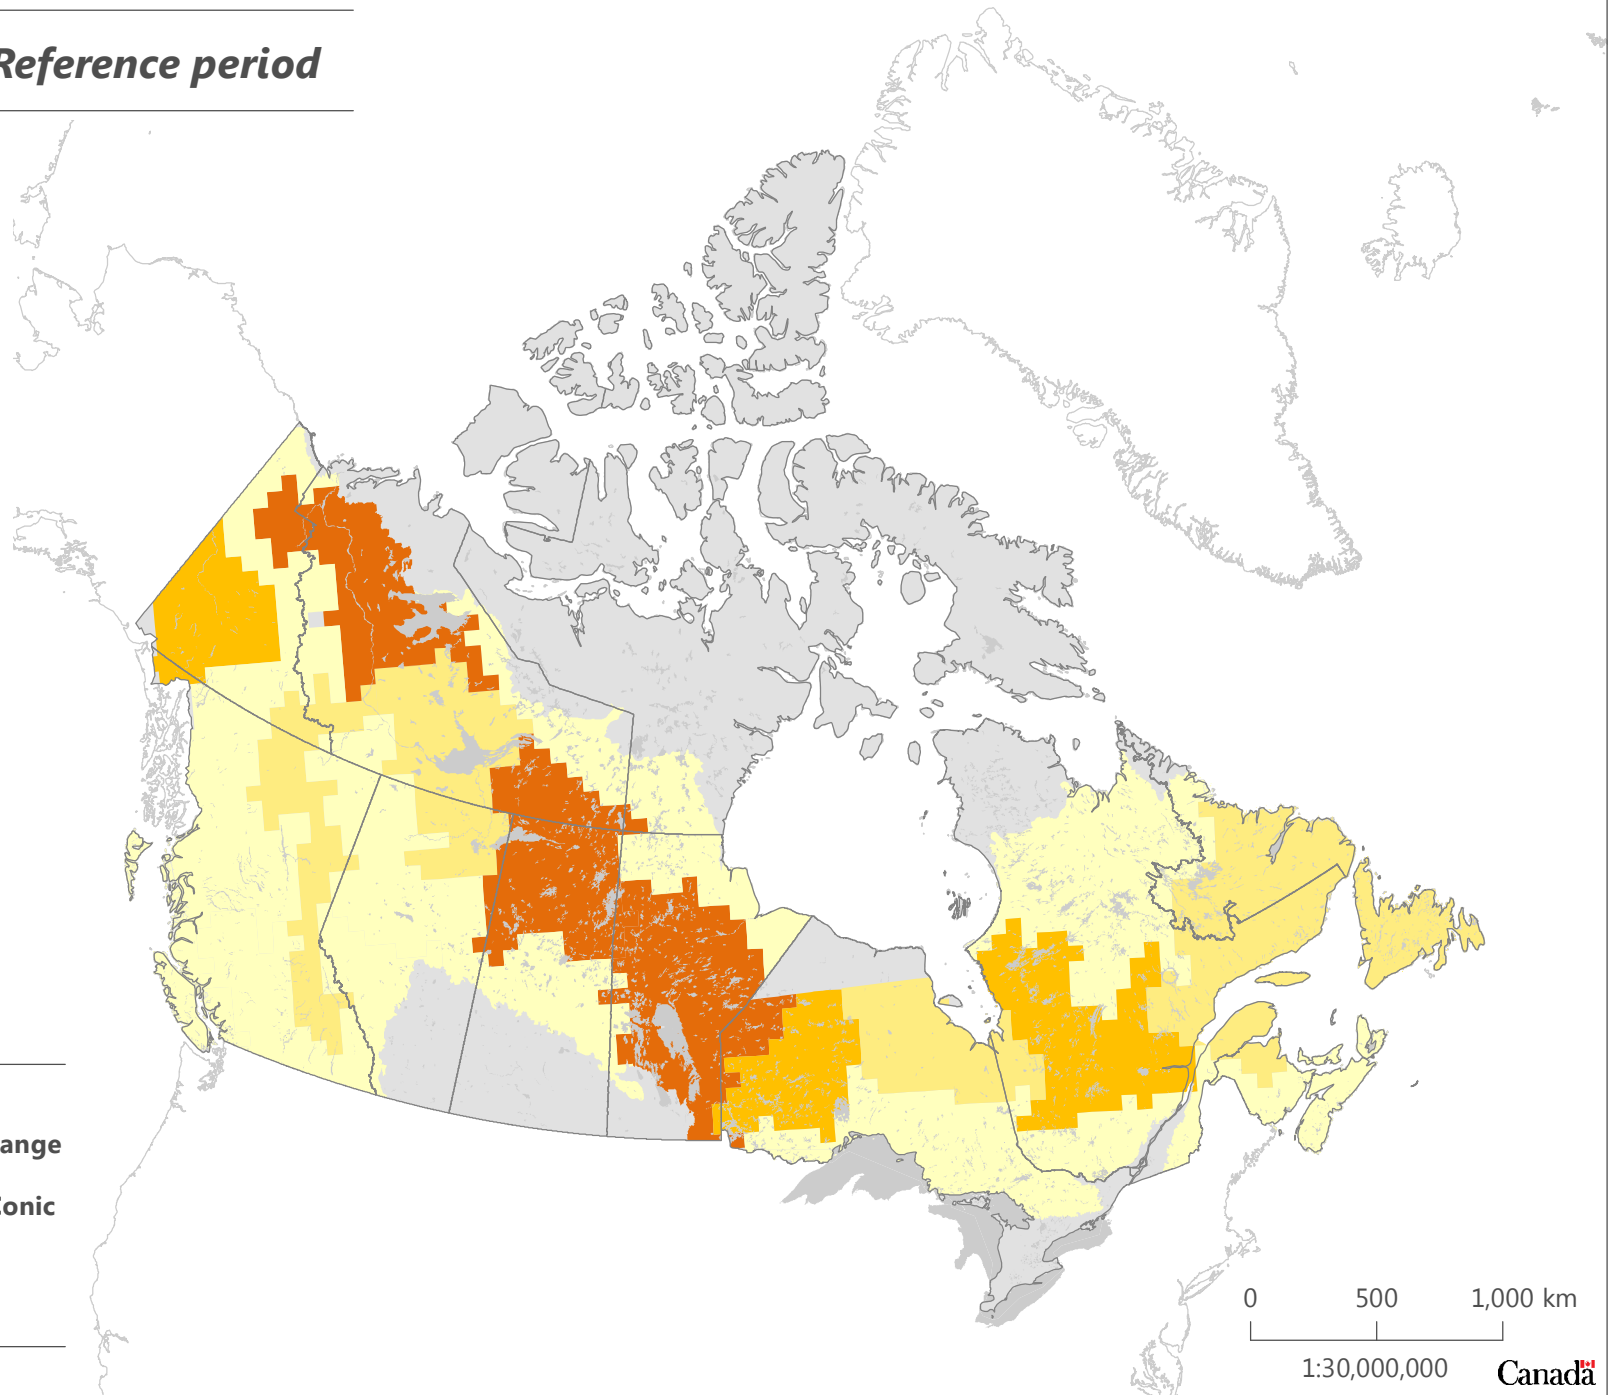 Reference period
ange
Conic
0 500 1,000 km
1:30,000,000
Canada